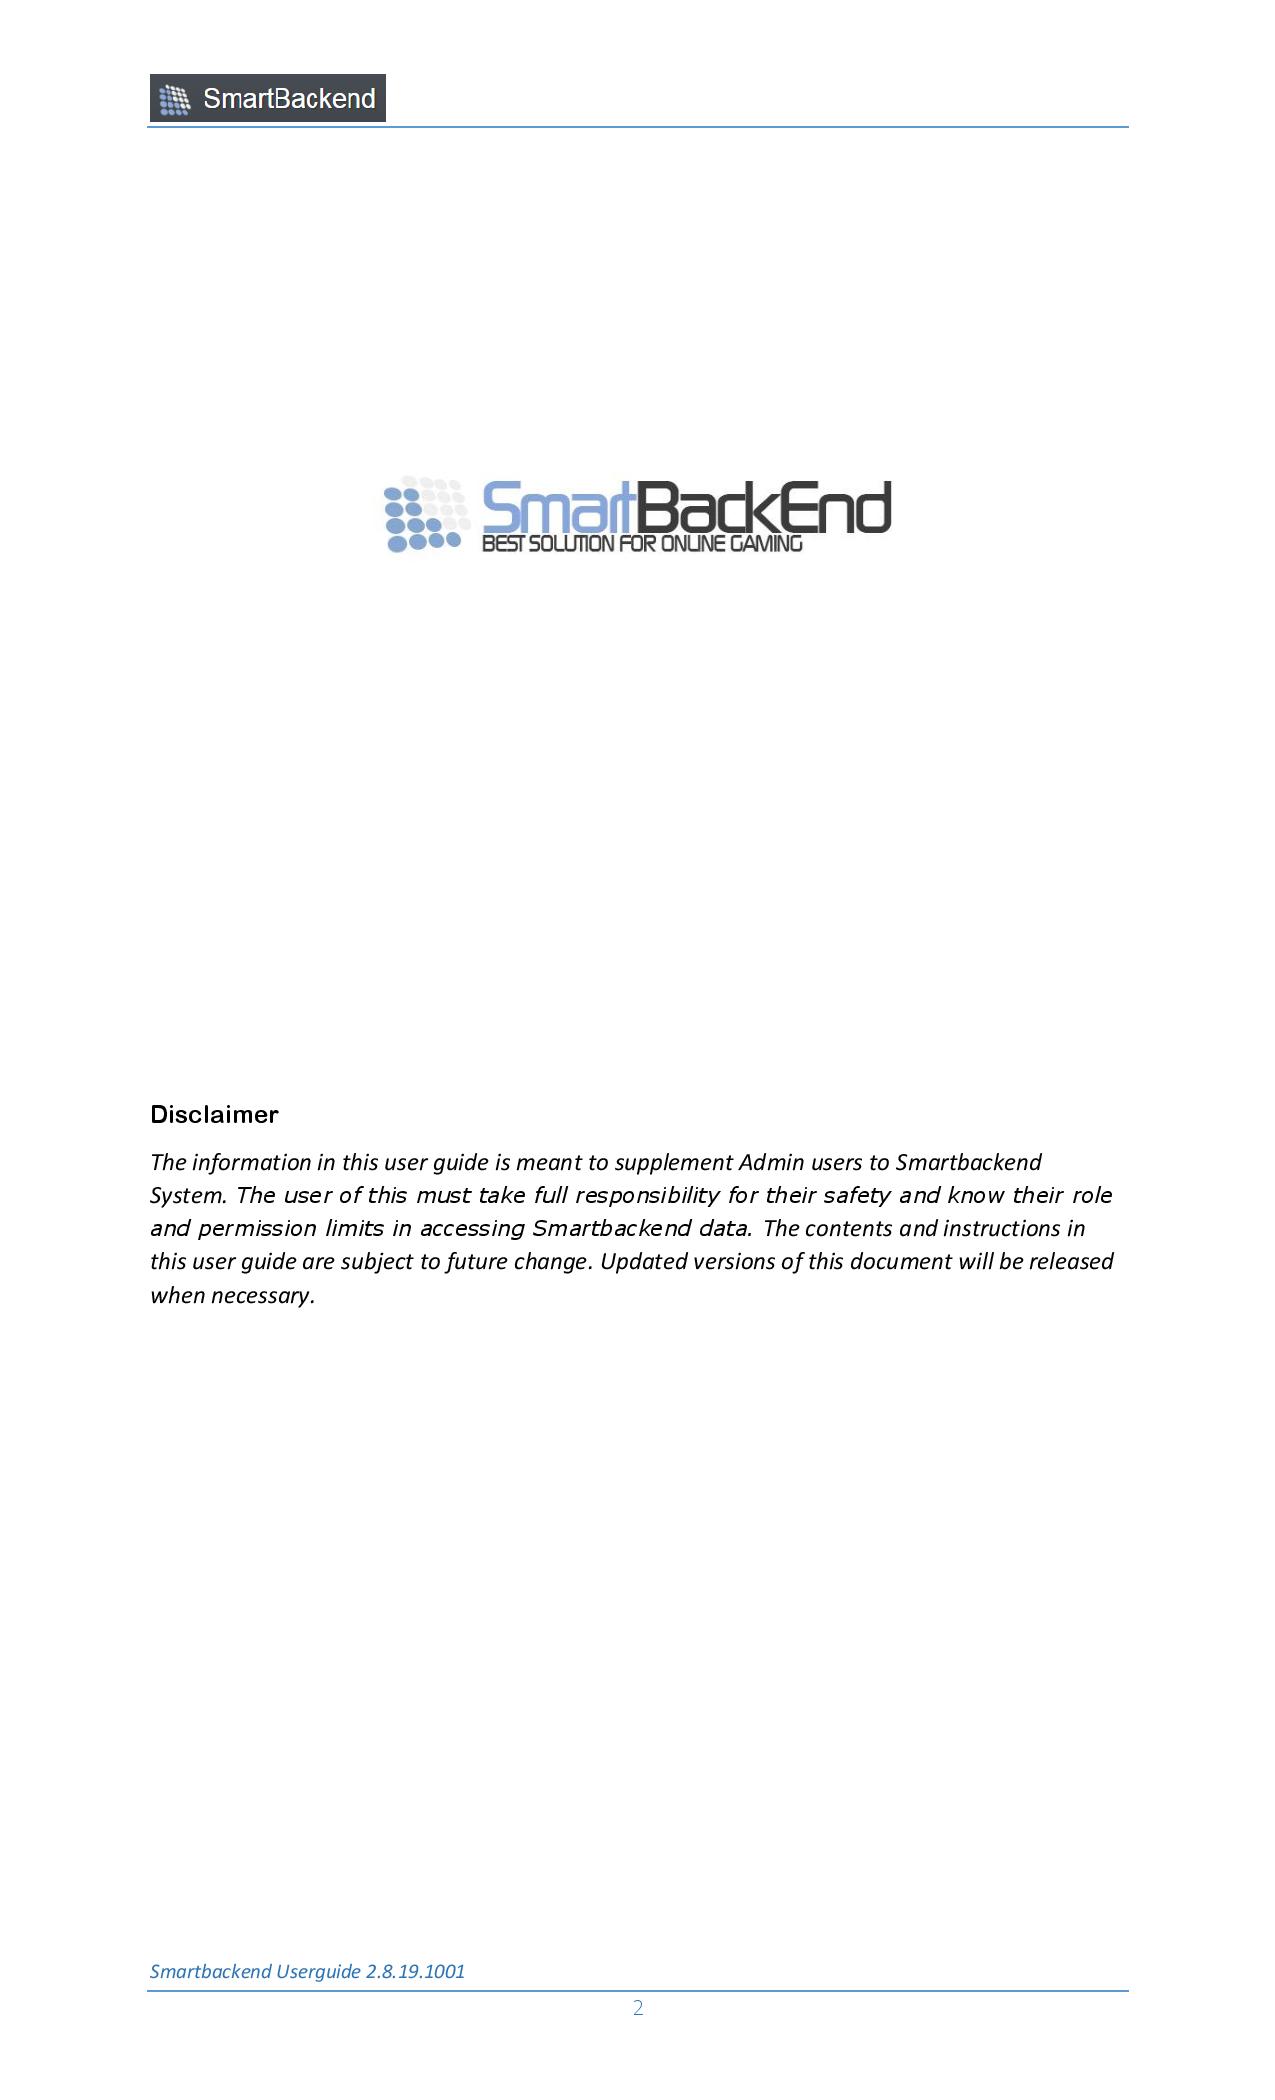 SmartBackend
SmartBackEnd
BEST SOLUTION FOR ONLINE GAMING
Disclaimer
The information in this user guide is meant to supplement Admin users to Smartbackend
System. The user of this must take full responsibility for their safety and know their role
and permission limits in accessing Smartbackend data. The contents and instructions in
this user guide are subject to future change. Updated versions of this document will be released
when necessary.
Smartbackend Userguide 2.8.19.1001
2